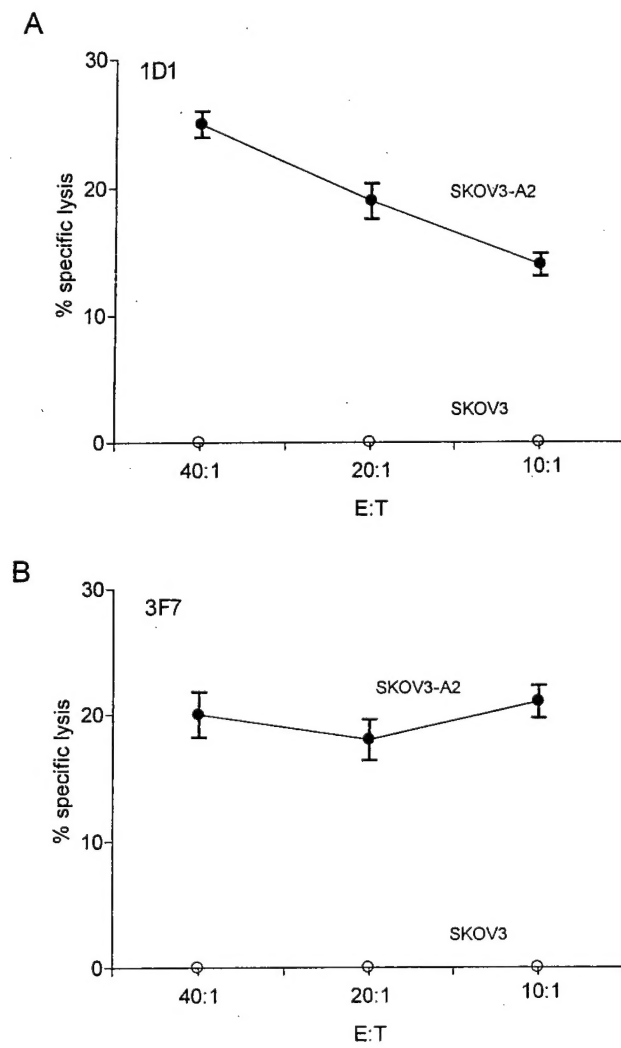 A
1D1
30
20
10
0
% specific lysis
SKOV3-A2
SKOV3
40:1 20:1 10:1
E:T
B
3F7
30
20
10
0
% specific lysis
SKOV3-A2
SKOV3
40:1 20:1 10:1
E:T